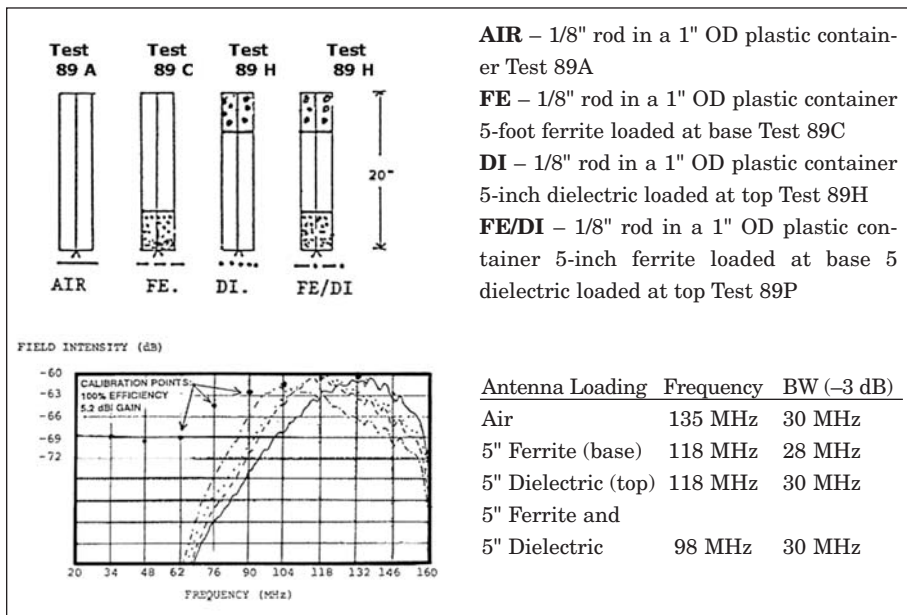 Test 89 A
Test 89 C
Test 89 H
Test 89 H
20"
AIR
FE.
DI.
FE/DI
AIR – 1/8" rod in a 1" OD plastic contain-
er Test 89A
FE – 1/8" rod in a 1" OD plastic container
5-foot ferrite loaded at base Test 89C
DI – 1/8" rod in a 1" OD plastic container
5-inch dielectric loaded at top Test 89H
FE/DI – 1/8" rod in a 1" OD plastic con-
tainer 5-inch ferrite loaded at base 5
dielectric loaded at top Test 89P
FIELD INTENSITY (dB)
-60
-63
-66
-69
-72
CALIBRATION POINTS:
100% EFFICIENCY
5.2 dBi GAIN
20 34 48 62 76 90 104 118 132 146 160
FREQUENCY (MHz)
Antenna Loading Frequency BW (–3 dB)
Air 135 MHz 30 MHz
5" Ferrite (base) 118 MHz 28 MHz
5" Dielectric (top) 118 MHz 30 MHz
5" Ferrite and
5" Dielectric 98 MHz 30 MHz